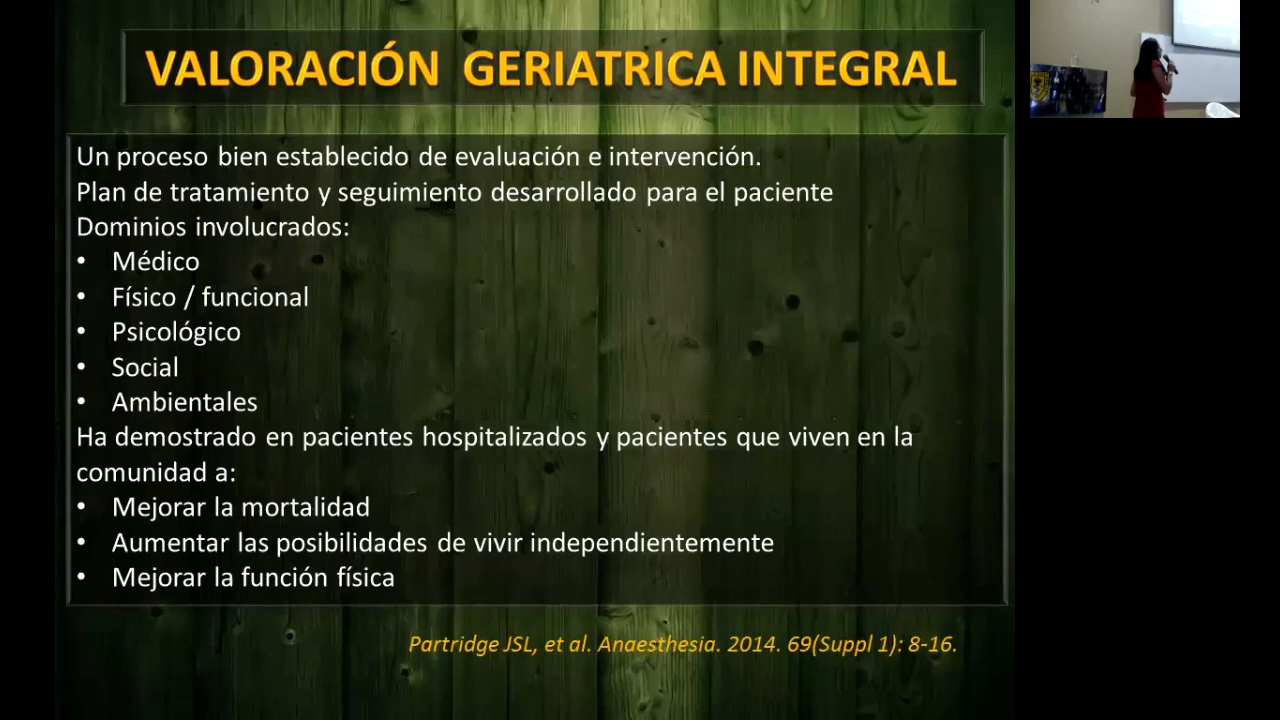 VALORACIÓN GERIATRICA INTEGRAL
Un proceso bien establecido de evaluación e intervención.
Plan de tratamiento y seguimiento desarrollado para el paciente
Dominios involucrados:
• Médico
• Físico / funcional
• Psicológico
• Social
• Ambientales
Ha demostrado en pacientes hospitalizados y pacientes que viven en la
comunidad a:
• Mejorar la mortalidad
• Aumentar las posibilidades de vivir independientemente
• Mejorar la función física
Partridge JSL, et al. Anaesthesia. 2014. 69(Suppl 1): 8-16.